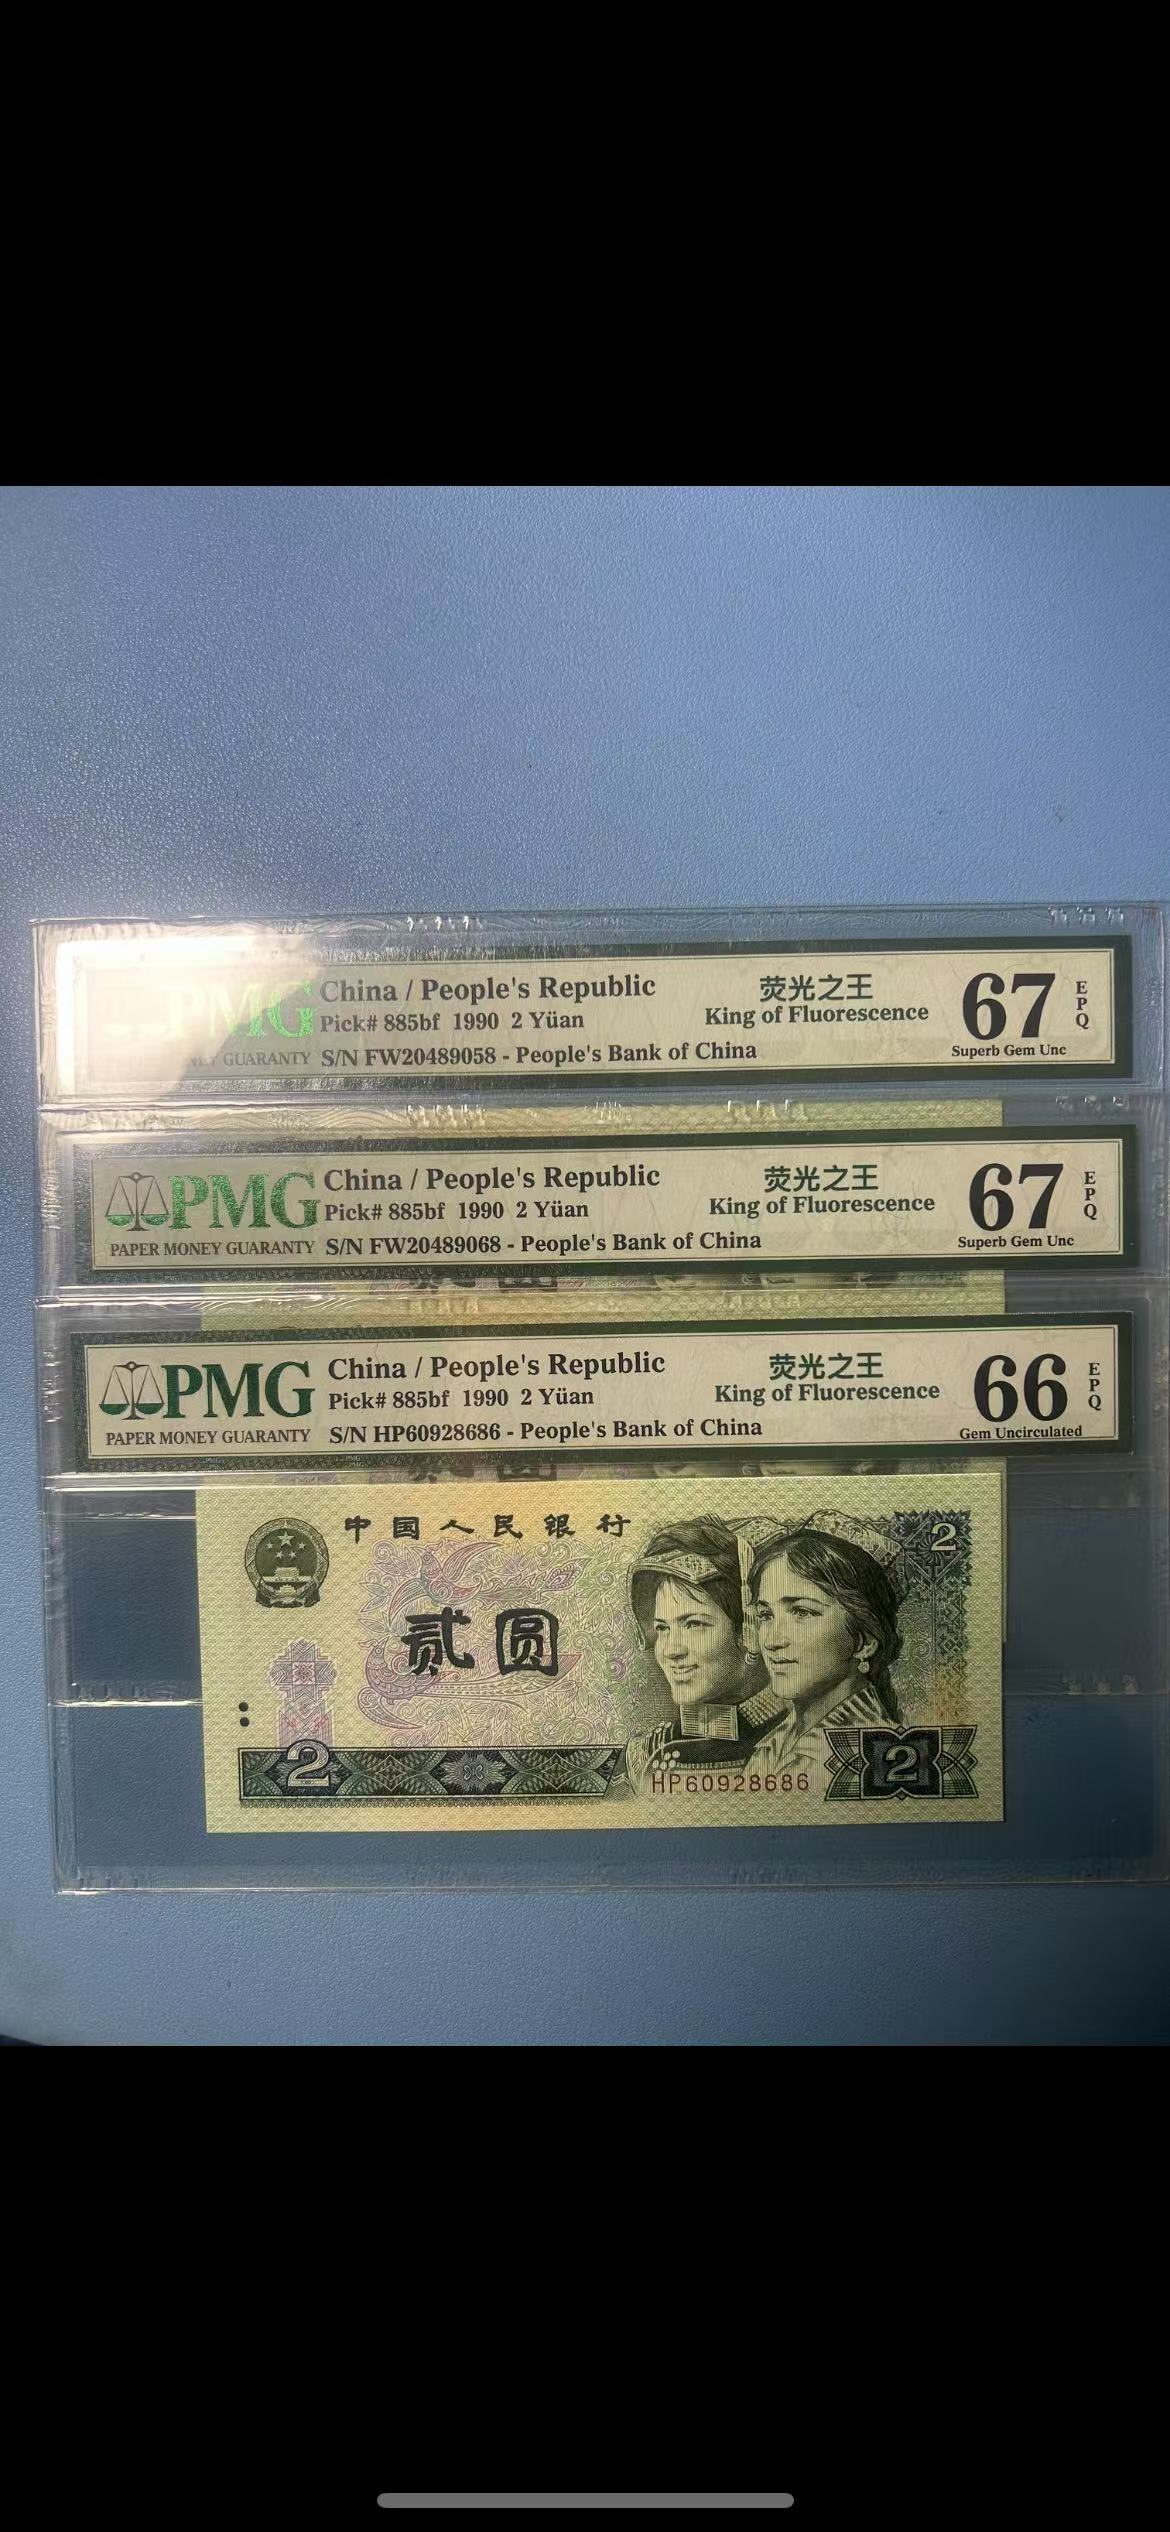 PMG
GUARANTY
China / People's Republic
Pick# 885bf 1990 2 Yüan
S/N FW20489058 - People's Bank of China
荧光之王
King of Fluorescence
67
EPQ
Superb Gem Unc
PMG
PAPER MONEY GUARANTY
China / People's Republic
Pick# 885bf 1990 2 Yüan
S/N FW20489068 - People's Bank of China
荧光之王
King of Fluorescence
67
EPQ
Superb Gem Unc
PMG
PAPER MONEY GUARANTY
China / People's Republic
Pick# 885bf 1990 2 Yüan
S/N HP60928686 - People's Bank of China
荧光之王
King of Fluorescence
66
EPQ
Gem Uncirculated
中国人民银行
2
贰圆
2
HP60928686
2